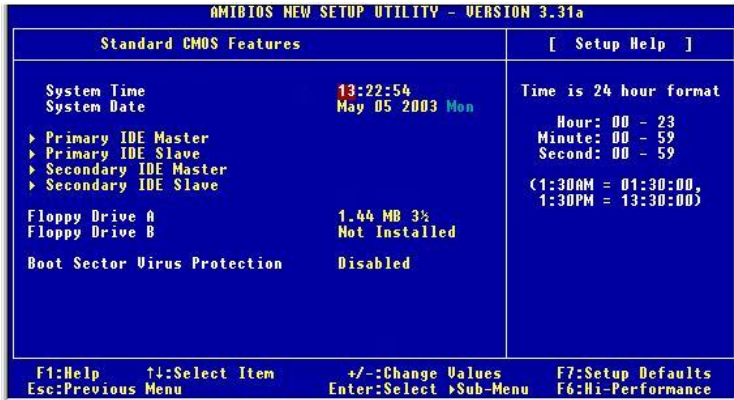 AMIBIOS NEW SETUP UTILITY - VERSION 3.31a
Standard CMOS Features
[ Setup Help ]
System Time 13:22:54
System Date May 05 2003 Mon
▸ Primary IDE Master
▸ Primary IDE Slave
▸ Secondary IDE Master
▸ Secondary IDE Slave
Floppy Drive A 1.44 MB 3½
Floppy Drive B Not Installed
Boot Sector Virus Protection Disabled
Time is 24 hour format
Hour: 00 - 23
Minute: 00 - 59
Second: 00 - 59
(1:30AM = 01:30:00,
1:30PM = 13:30:00)
F1:Help ↑↓:Select Item +/-:Change Values F7:Setup Defaults
Esc:Previous Menu Enter:Select ▸Sub-Menu F6:Hi-Performance